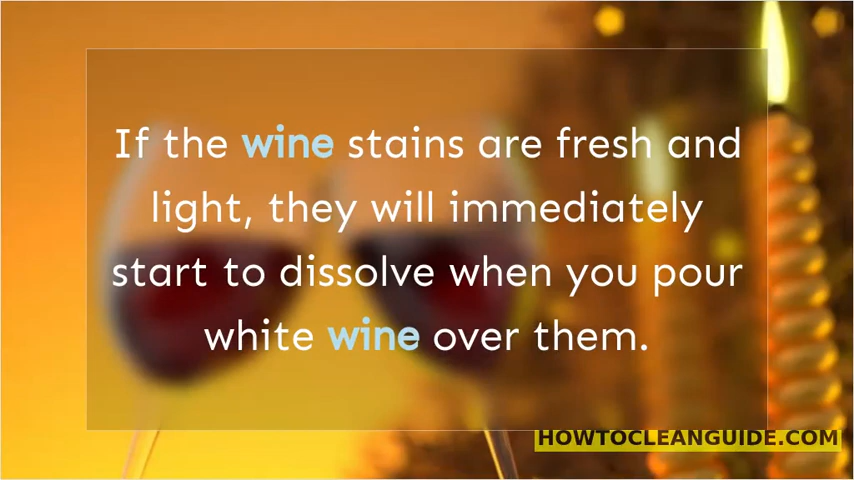 If the wine stains are fresh and
light, they will immediately
start to dissolve when you pour
white wine over them.
HOWTOCLEANGUIDE.COM